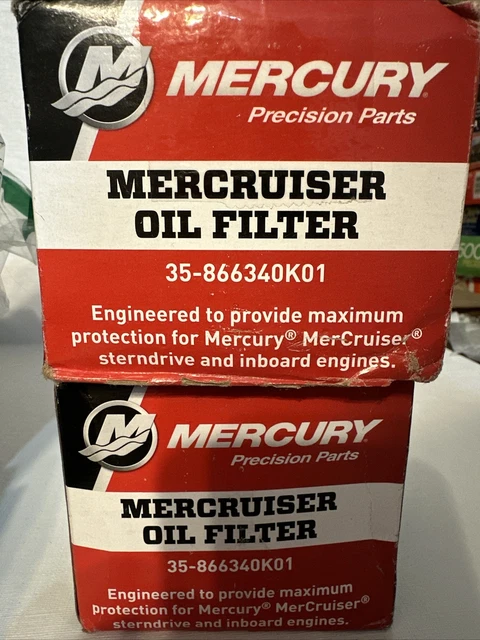 M
MERCURY
Precision Parts
MERCRUISER
OIL FILTER
35-866340K01
Engineered to provide maximum
protection for Mercury® MerCruiser®
sterndrive and inboard engines.
M
MERCURY
Precision Parts
MERCRUISER
OIL FILTER
35-866340K01
Engineered to provide maximum
protection for Mercury® MerCruiser®
sterndrive and inboard engines.